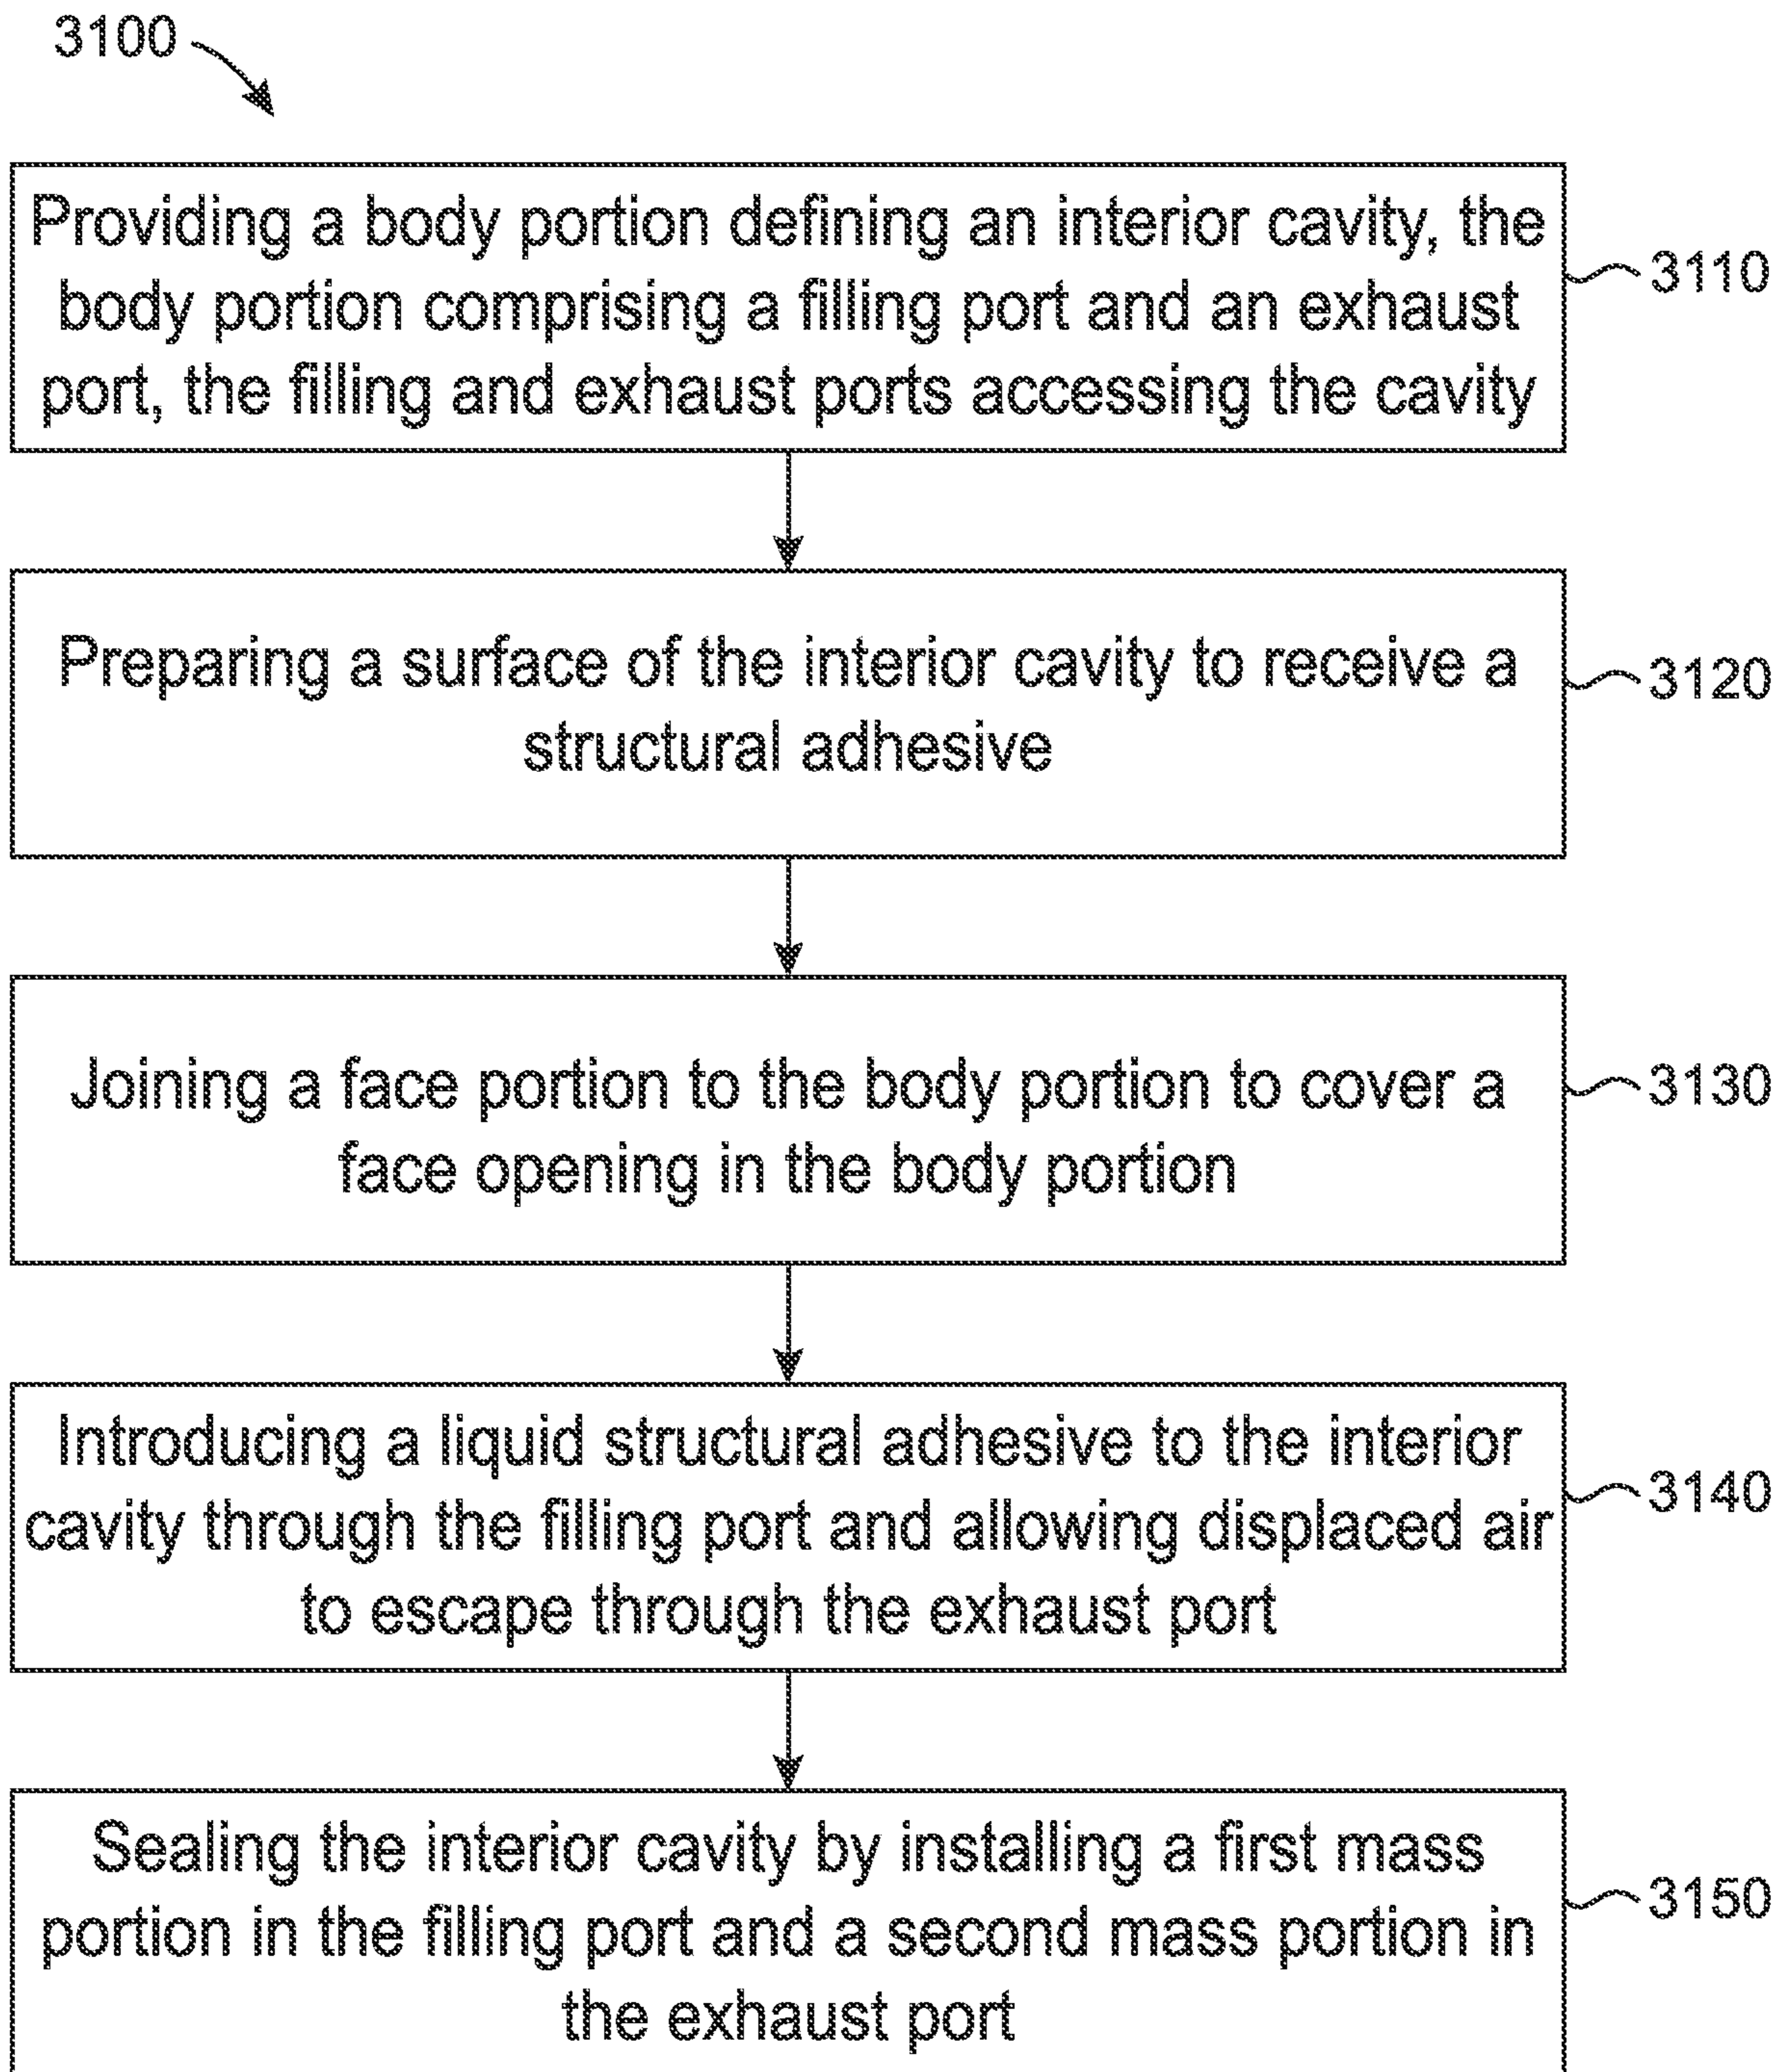 3100
Providing a body portion defining an interior cavity, the
body portion comprising a filling port and an exhaust
port, the filling and exhaust ports accessing the cavity
3110
Preparing a surface of the interior cavity to receive a
structural adhesive
3120
Joining a face portion to the body portion to cover a
face opening in the body portion
3130
Introducing a liquid structural adhesive to the interior
cavity through the filling port and allowing displaced air
to escape through the exhaust port
3140
Sealing the interior cavity by installing a first mass
portion in the filling port and a second mass portion in
the exhaust port
3150